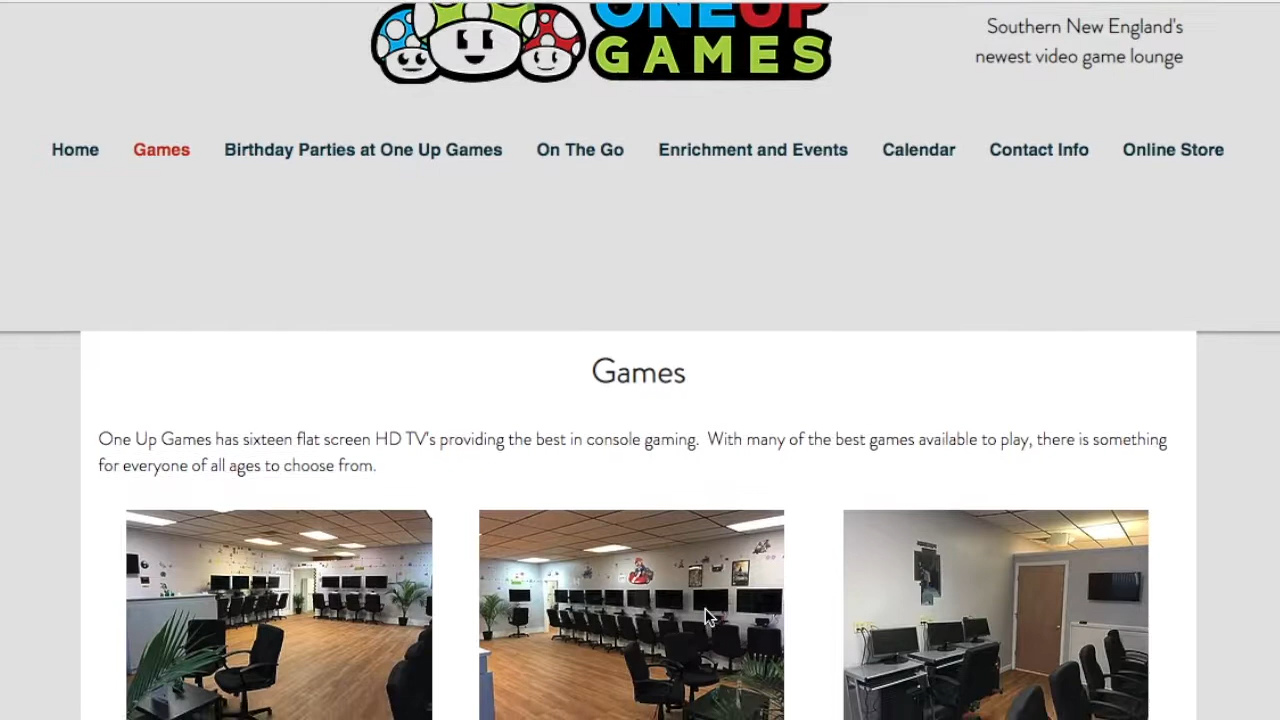 ONEUP
Southern New England's
GAMES
newest video game lounge
Home Games Birthday Parties at One Up Games On The Go Enrichment and Events Calendar Contact Info Online Store
Games
One Up Games has sixteen flat screen HD TV's providing the best in console gaming. With many of the best games available to play, there is something
for everyone of all ages to choose from.